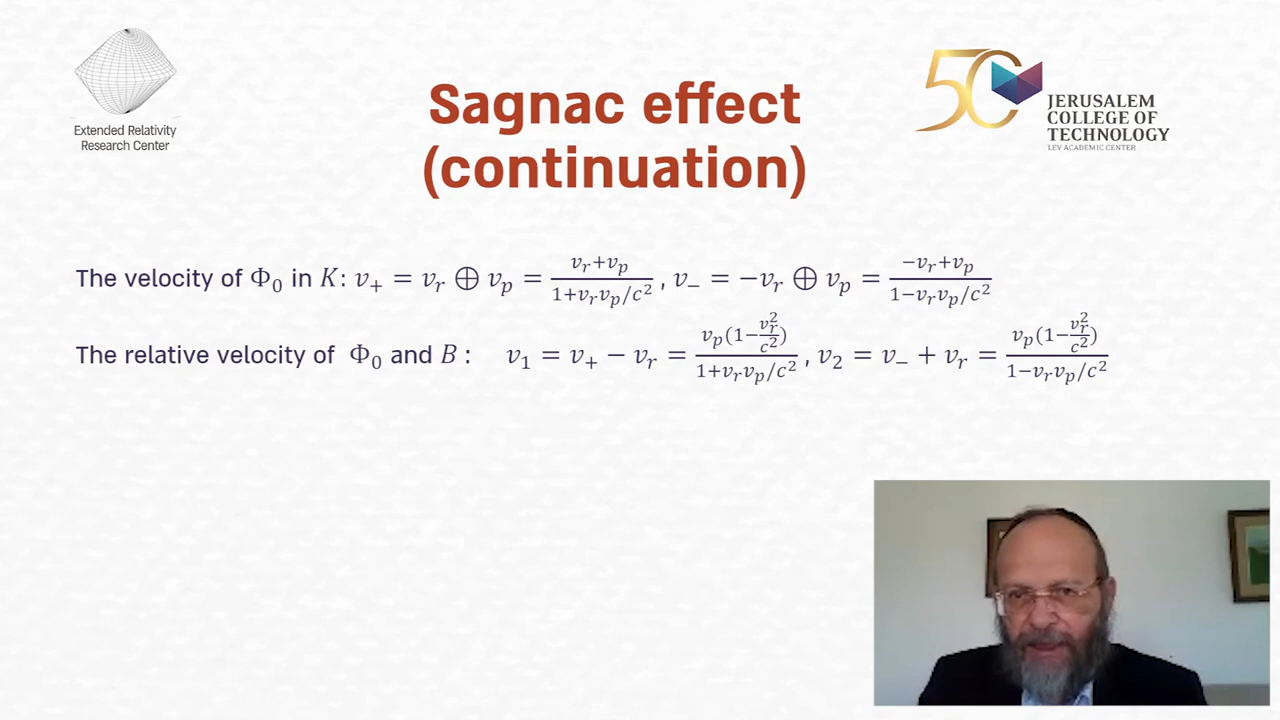 Extended Relativity
Research Center
50
JERUSALEM
COLLEGE OF
TECHNOLOGY
LEV ACADEMIC CENTER
Sagnac effect
(continuation)
The velocity of Φ₀ in K: v₊ = v_r ⊕ v_p = (v_r+v_p)/(1+v_r v_p/c²) , v₋ = −v_r ⊕ v_p = (−v_r+v_p)/(1−v_r v_p/c²)
The relative velocity of Φ₀ and B : v₁ = v₊ − v_r = v_p(1−v_r²/c²)/(1+v_r v_p/c²) , v₂ = v₋ + v_r = v_p(1−v_r²/c²)/(1−v_r v_p/c²)